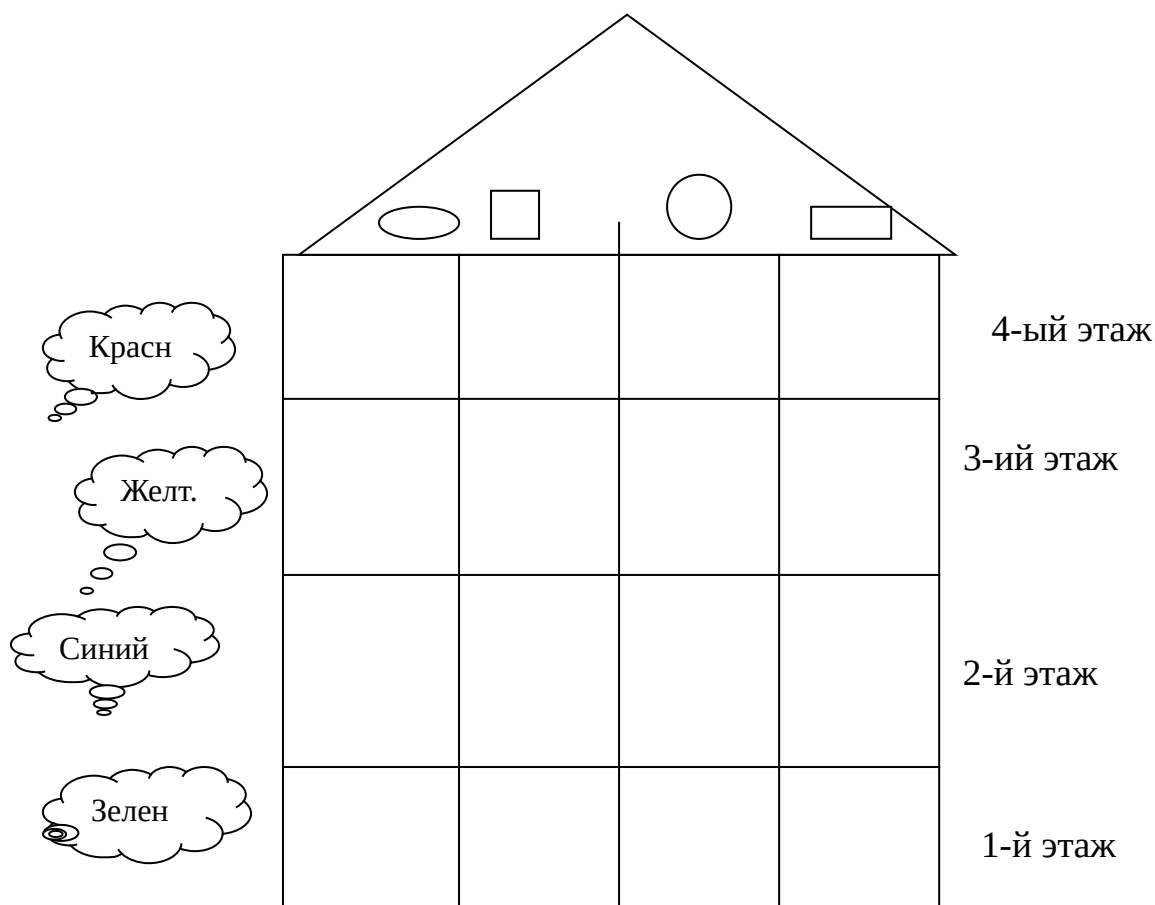 Красн
4-ый этаж
Желт.
3-ий этаж
Синий
2-й этаж
Зелен
1-й этаж